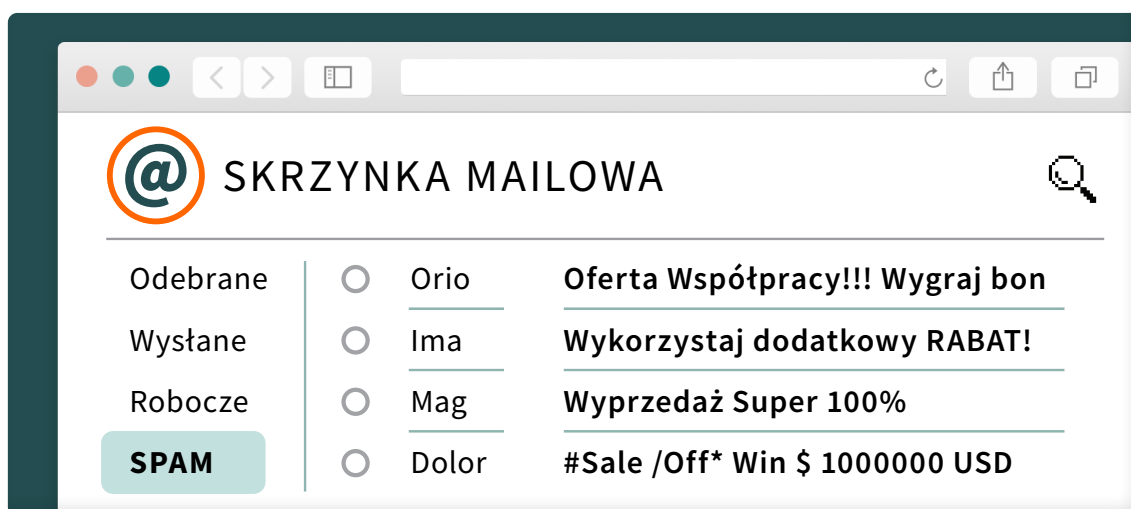 @ SKRZYNKA MAILOWA
Odebrane
Wysłane
Robocze
SPAM
Orio Oferta Współpracy!!! Wygraj bon
Ima Wykorzystaj dodatkowy RABAT!
Mag Wyprzedaż Super 100%
Dolor #Sale /Off* Win $ 1000000 USD